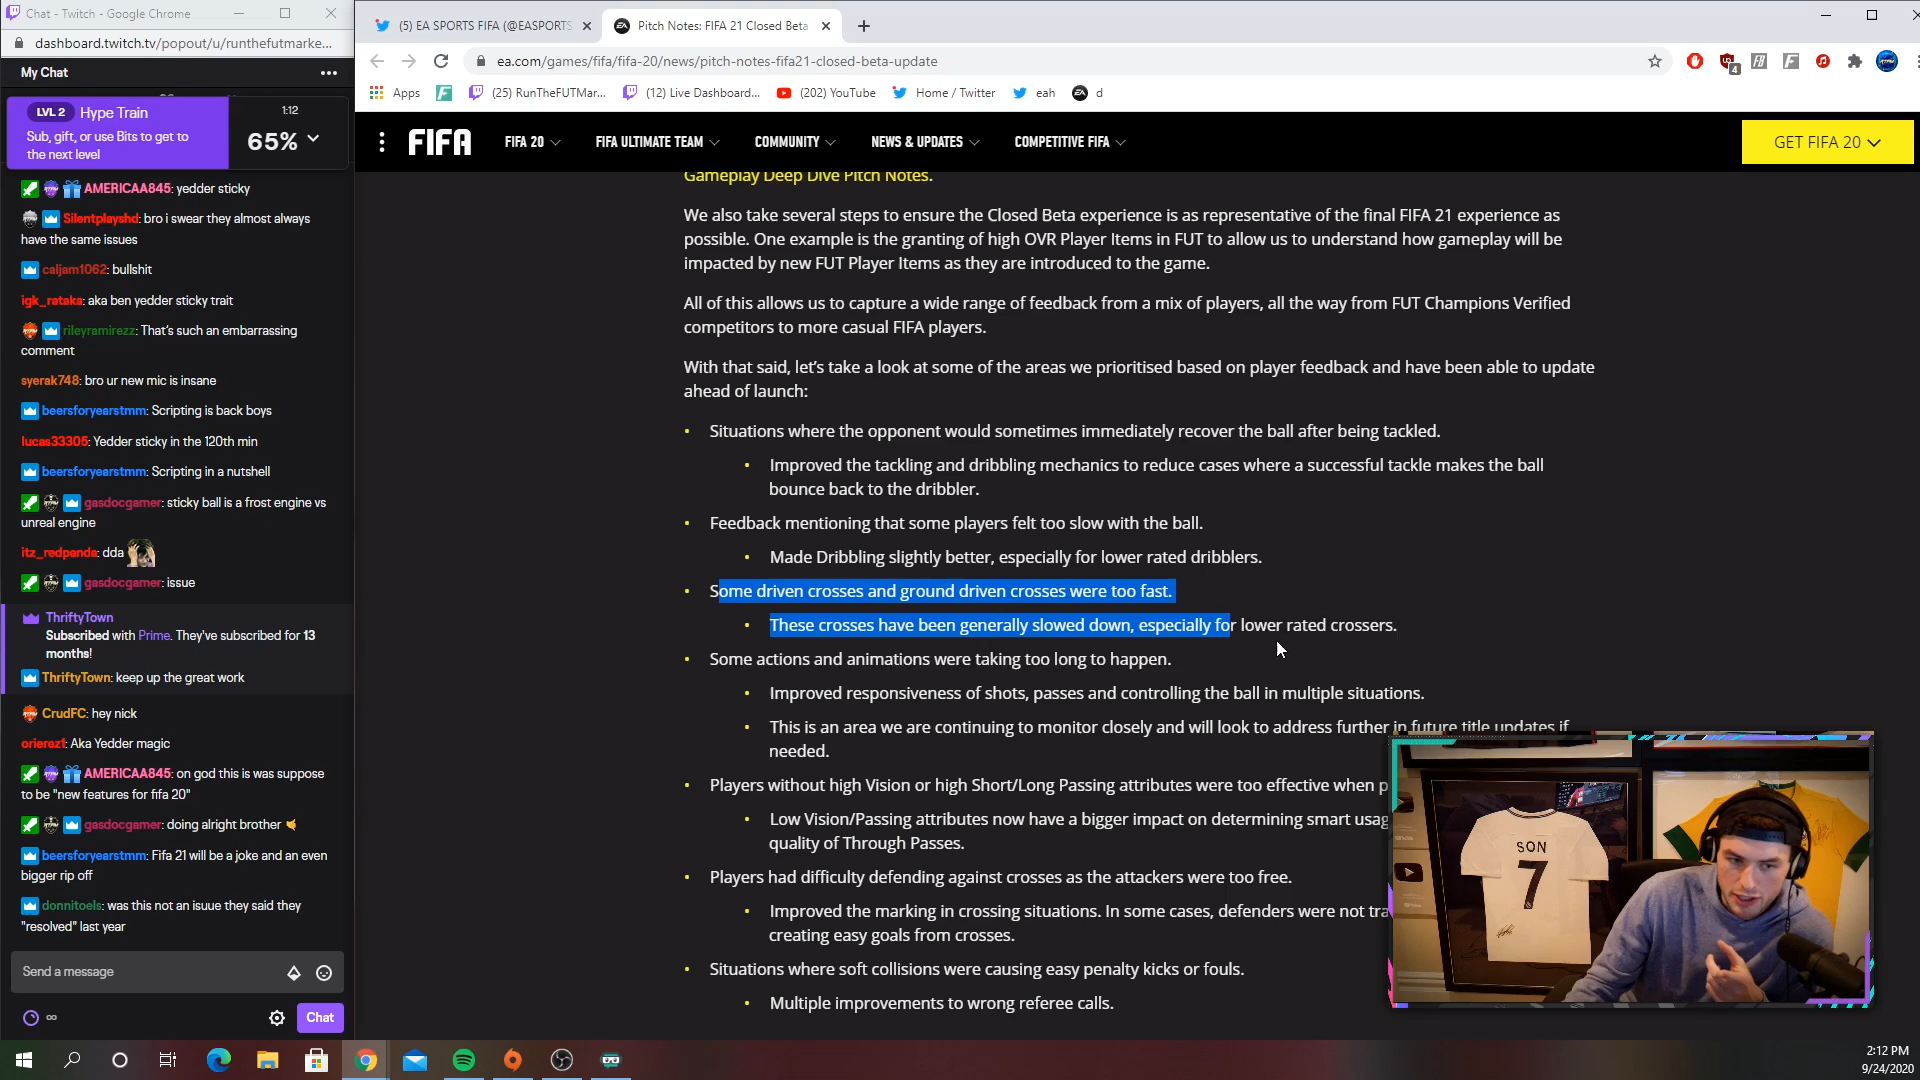 Chat - Twitch - Google Chrome
dashboard.twitch.tv/popout/u/runthefutmarke...
My Chat
LVL 2 Hype Train
Sub, gift, or use Bits to get to
the next level
1:12
65%
AMERICAA845: yedder sticky
Silentplayshd: bro i swear they almost always
have the same issues
caljam1062: bullshit
igk_rataka: aka ben yedder sticky trait
rileyramirezz: That's such an embarrassing
comment
syerak748: bro ur new mic is insane
beersforyearstmm: Scripting is back boys
lucas33305: Yedder sticky in the 120th min
beersforyearstmm: Scripting in a nutshell
gasdocgamer: sticky ball is a frost engine vs
unreal engine
itz_redpanda: dda
gasdocgamer: issue
ThriftyTown
Subscribed with Prime. They've subscribed for 13
months!
ThriftyTown: keep up the great work
CrudFC: hey nick
orierez1: Aka Yedder magic
AMERICAA845: on god this is was suppose
to be "new features for fifa 20"
gasdocgamer: doing alright brother
beersforyearstmm: Fifa 21 will be a joke and an even
bigger rip off
donnitoels: was this not an isuue they said they
"resolved" last year
Send a message
Chat
(5) EA SPORTS FIFA (@EASPORTS
Pitch Notes: FIFA 21 Closed Beta
ea.com/games/fifa/fifa-20/news/pitch-notes-fifa21-closed-beta-update
4
Apps
(25) RunTheFUTMar...
(12) Live Dashboard...
(202) YouTube
Home / Twitter
eah
d
FIFA
FIFA 20
FIFA ULTIMATE TEAM
COMMUNITY
NEWS & UPDATES
COMPETITIVE FIFA
GET FIFA 20
Gameplay Deep Dive Pitch Notes.
We also take several steps to ensure the Closed Beta experience is as representative of the final FIFA 21 experience as
possible. One example is the granting of high OVR Player Items in FUT to allow us to understand how gameplay will be
impacted by new FUT Player Items as they are introduced to the game.
All of this allows us to capture a wide range of feedback from a mix of players, all the way from FUT Champions Verified
competitors to more casual FIFA players.
With that said, let's take a look at some of the areas we prioritised based on player feedback and have been able to update
ahead of launch:
• Situations where the opponent would sometimes immediately recover the ball after being tackled.
• Improved the tackling and dribbling mechanics to reduce cases where a successful tackle makes the ball
bounce back to the dribbler.
• Feedback mentioning that some players felt too slow with the ball.
• Made Dribbling slightly better, especially for lower rated dribblers.
• Some driven crosses and ground driven crosses were too fast.
• These crosses have been generally slowed down, especially for lower rated crossers.
• Some actions and animations were taking too long to happen.
• Improved responsiveness of shots, passes and controlling the ball in multiple situations.
• This is an area we are continuing to monitor closely and will look to address further in future title updates if
needed.
• Players without high Vision or high Short/Long Passing attributes were too effective when p
• Low Vision/Passing attributes now have a bigger impact on determining smart usag
quality of Through Passes.
• Players had difficulty defending against crosses as the attackers were too free.
• Improved the marking in crossing situations. In some cases, defenders were not tra
creating easy goals from crosses.
• Situations where soft collisions were causing easy penalty kicks or fouls.
• Multiple improvements to wrong referee calls.
SON
7
2:12 PM
9/24/2020